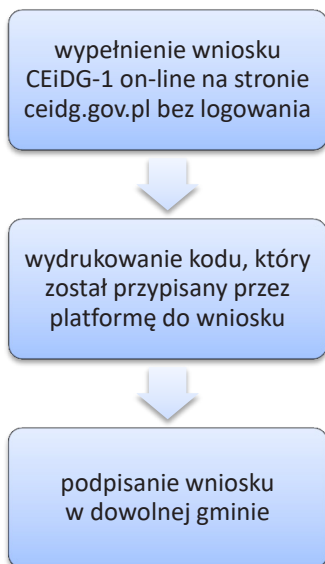 wypełnienie wniosku
CEiDG-1 on-line na stronie
ceidg.gov.pl bez logowania
wydrukowanie kodu, który
został przypisany przez
platformę do wniosku
podpisanie wniosku
w dowolnej gminie